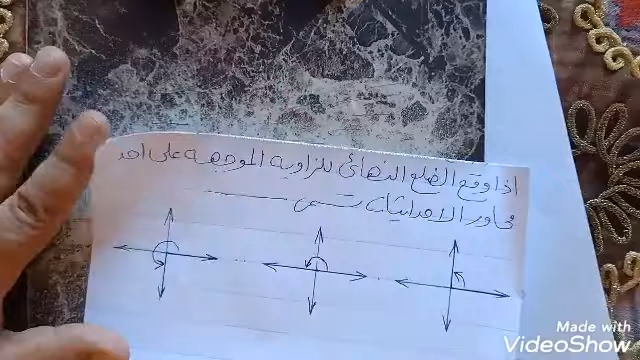 اذا وقع الضلع النهائي للزاوية الموجهة على احد
محاور الاحداثيات تسمى
Made with
VideoShow